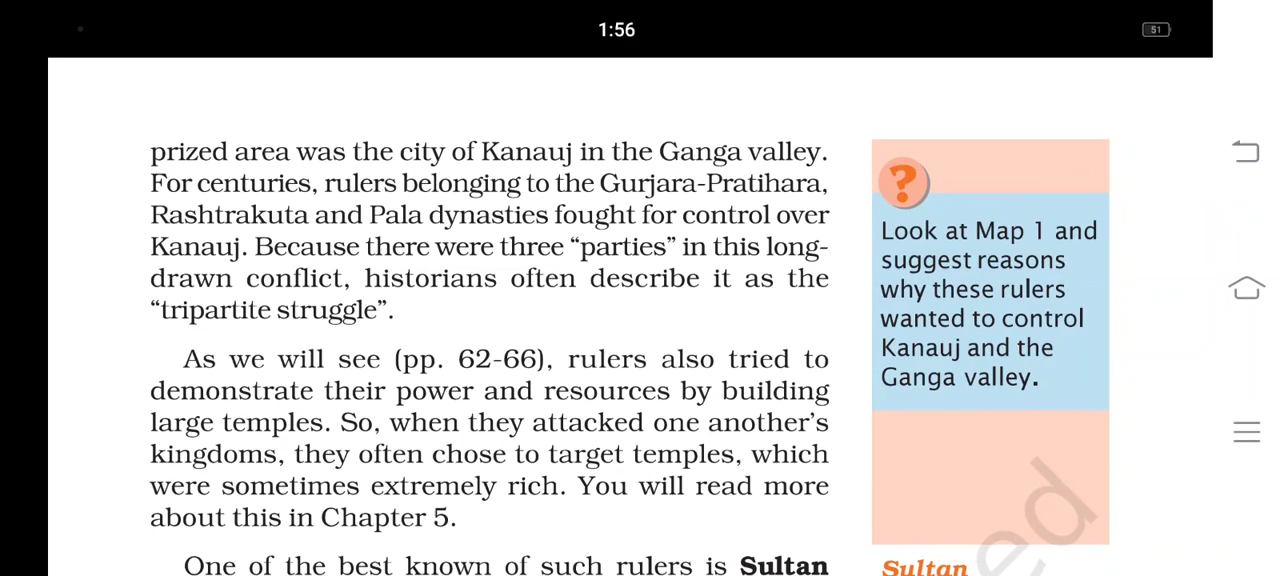 1:56
51
prized area was the city of Kanauj in the Ganga valley.
For centuries, rulers belonging to the Gurjara-Pratihara,
Rashtrakuta and Pala dynasties fought for control over
Kanauj. Because there were three “parties” in this long-
drawn conflict, historians often describe it as the
“tripartite struggle”.
As we will see (pp. 62-66), rulers also tried to
demonstrate their power and resources by building
large temples. So, when they attacked one another’s
kingdoms, they often chose to target temples, which
were sometimes extremely rich. You will read more
about this in Chapter 5.
One of the best known of such rulers is Sultan
?
Look at Map 1 and
suggest reasons
why these rulers
wanted to control
Kanauj and the
Ganga valley.
Sultan
ed